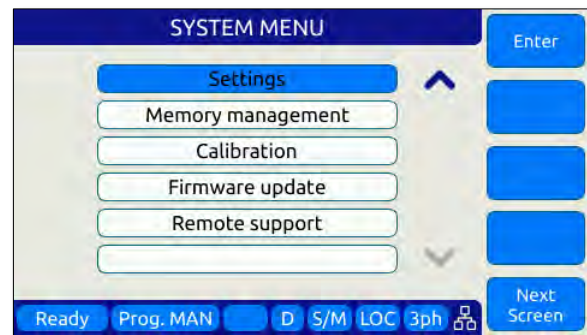 SYSTEM MENU
Enter
Settings
Memory management
Calibration
Firmware update
Remote support
Next
Screen
Ready Prog. MAN D S/M LOC 3ph